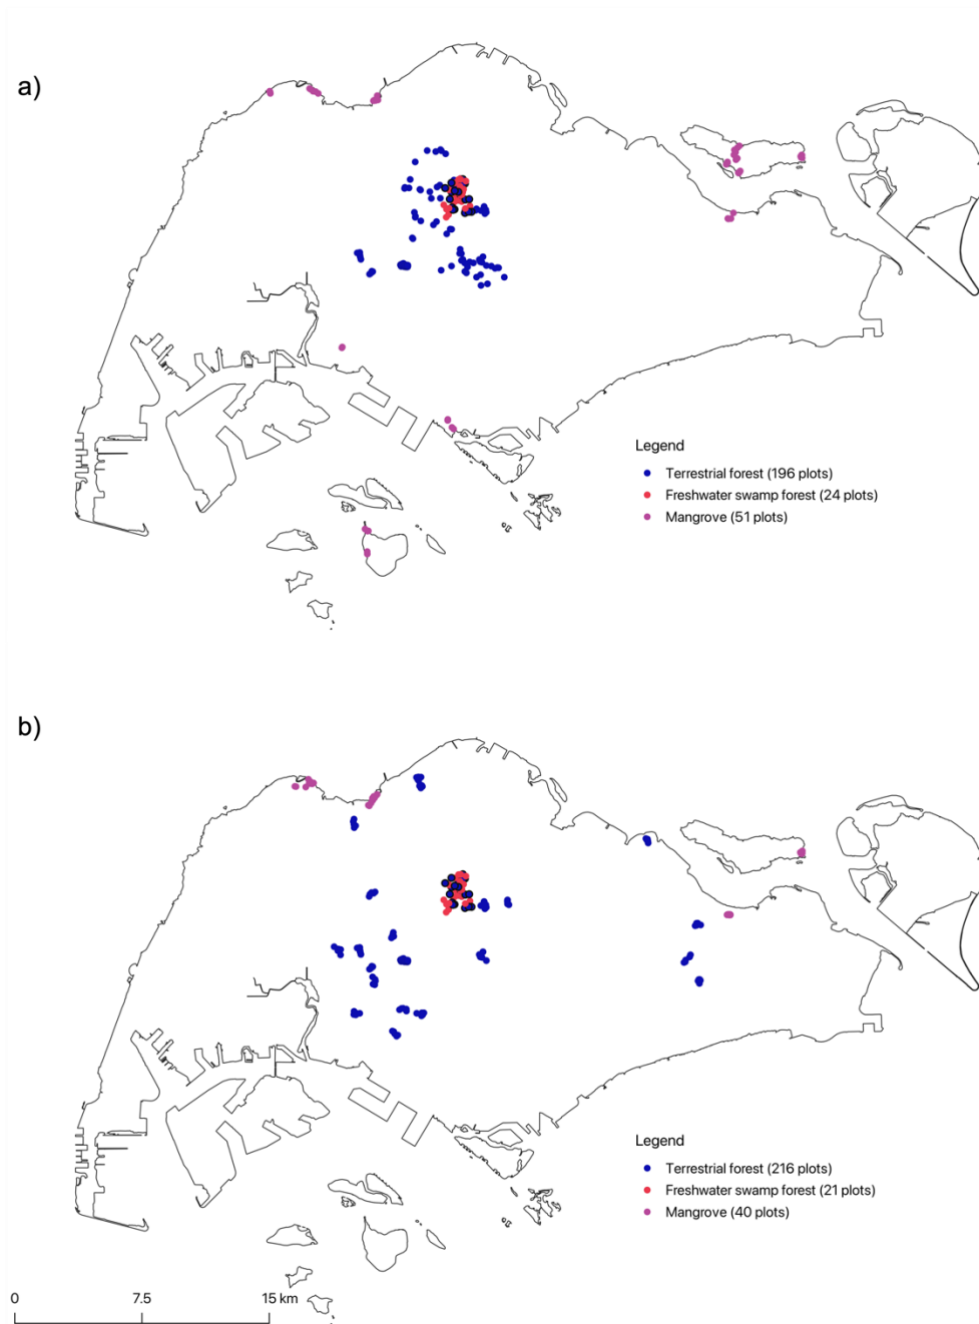 a)
Legend
Terrestrial forest (196 plots)
Freshwater swamp forest (24 plots)
Mangrove (51 plots)
b)
Legend
Terrestrial forest (216 plots)
Freshwater swamp forest (21 plots)
Mangrove (40 plots)
0 7.5 15 km